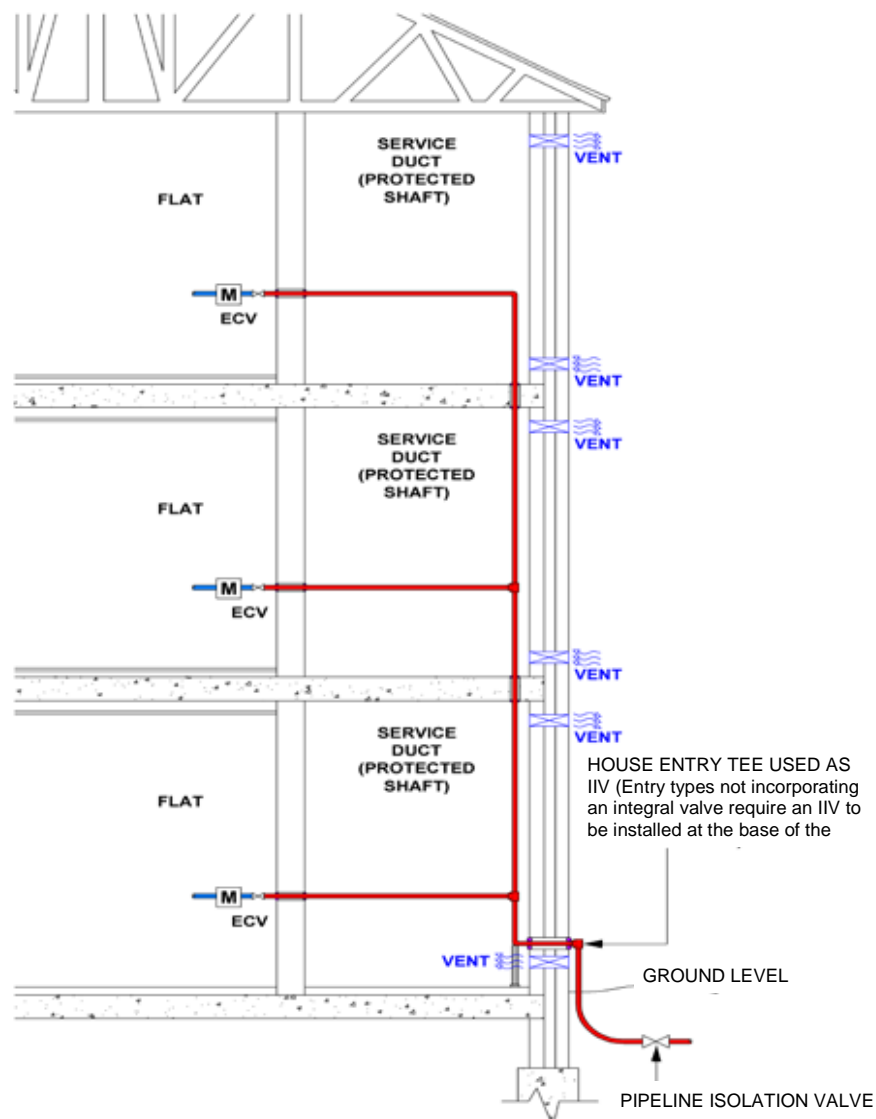 SERVICE
DUCT
(PROTECTED
SHAFT)
VENT
FLAT
M
ECV
VENT
VENT
SERVICE
DUCT
(PROTECTED
SHAFT)
FLAT
M
ECV
VENT
VENT
SERVICE
DUCT
(PROTECTED
SHAFT)
HOUSE ENTRY TEE USED AS
IIV (Entry types not incorporating
an integral valve require an IIV to
be installed at the base of the
FLAT
M
ECV
VENT
GROUND LEVEL
PIPELINE ISOLATION VALVE